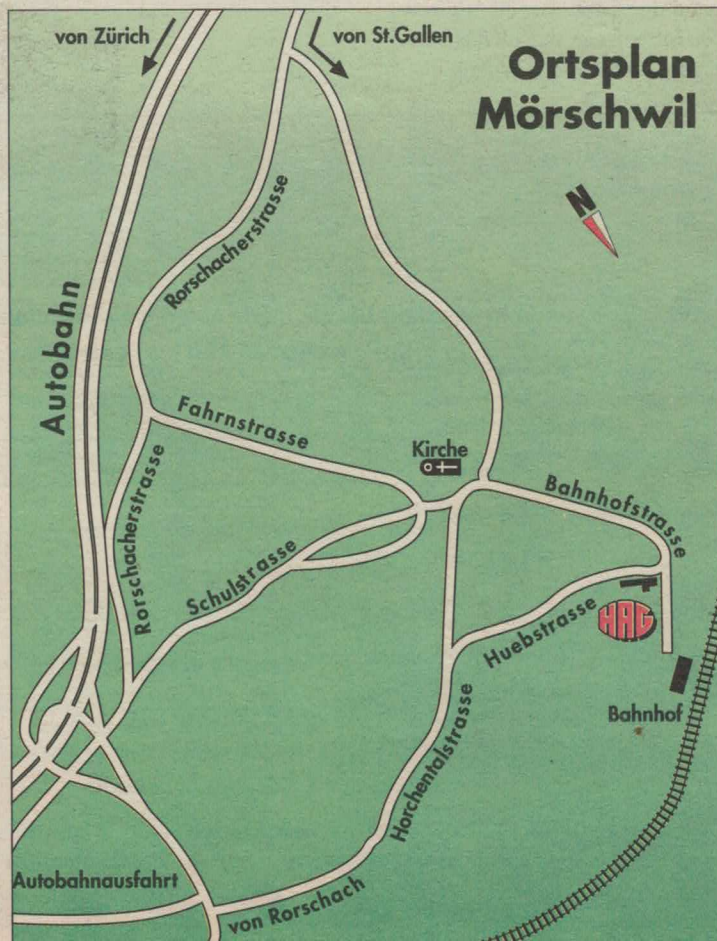 von Zürich
von St.Gallen
Ortsplan
Mörschwil
N
Rorschacherstrasse
Autobahn
Fahrnstrasse
Kirche
Bahnhofstrasse
Rorschacherstrasse
Schulstrasse
Huebstrasse
HAG
Bahnhof
Horchentalstrasse
Autobahnausfahrt
von Rorschach